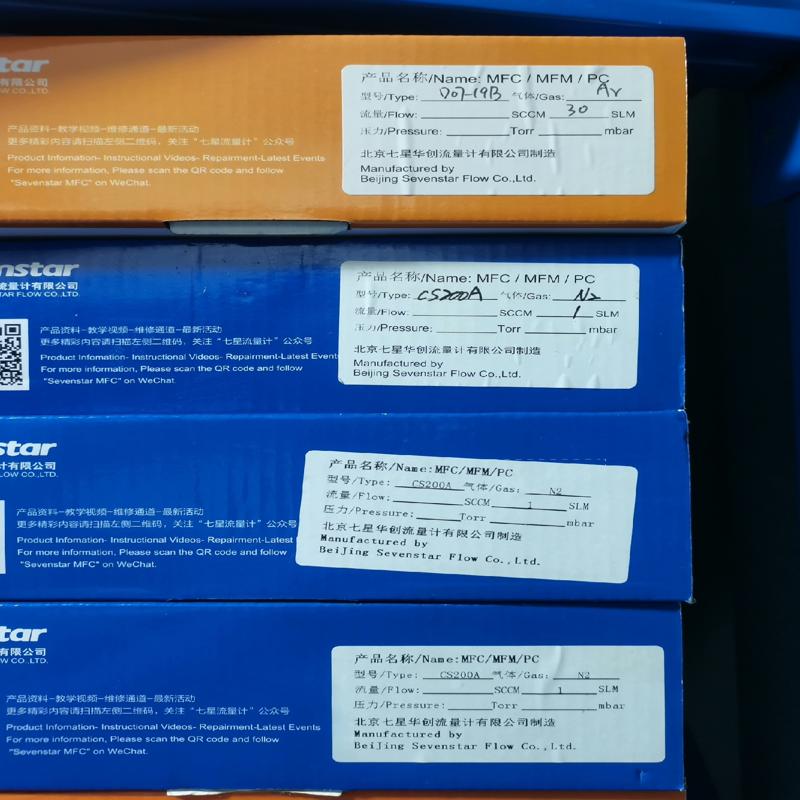 star
有限公司
W CO.,LTD.
产品资料-教学视频-维修通道-最新活动
更多精彩内容请扫描左侧二维码，关注“七星流量计”公众号
Product Infomation- Instructional Videos- Repairment-Latest Events
For more information, Please scan the QR code and follow
"Sevenstar MFC" on WeChat.
产品名称/Name: MFC / MFM / PC
型号/Type: D07-19B 气体/Gas: Ar
流量/Flow: SCCM 30 SLM
压力/Pressure: Torr mbar
北京七星华创流量计有限公司制造
Manufactured by
Beijing Sevenstar Flow Co.,Ltd.
nstar
流量计有限公司
TAR FLOW CO.,LTD.
产品资料-教学视频-维修通道-最新活动
更多精彩内容请扫描左侧二维码，关注“七星流量计”公众号
Product Infomation- Instructional Videos- Repairment-Latest Event
For more information, Please scan the QR code and follow
"Sevenstar MFC" on WeChat.
产品名称/Name: MFC / MFM / PC
型号/Type: CS200A 气体/Gas: N2
流量/Flow: SCCM 1 SLM
压力/Pressure: Torr mbar
北京七星华创流量计有限公司制造
Manufactured by
Beijing Sevenstar Flow Co.,Ltd.
star
计有限公司
LOW CO.,LTD.
产品资料-教学视频-维修通道-最新活动
更多精彩内容请扫描左侧二维码，关注“七星流量计”公众号
Product Infomation- Instructional Videos- Repairment-Latest
For more information, Please scan the QR code and follow
"Sevenstar MFC" on WeChat.
产品名称/Name:MFC/MFM/PC
型号/Type: CS200A 气体/Gas: N2
流量/Flow: SCCM 1 SLM
压力/Pressure: Torr mbar
北京七星华创流量计有限公司制造
Manufactured by
BeiJing Sevenstar Flow Co.,Ltd.
star
有限公司
W CO.,LTD.
产品资料-教学视频-维修通道-最新活动
更多精彩内容请扫描左侧二维码，关注“七星流量计”公众号
Product Infomation- Instructional Videos- Repairment-Latest Events
For more information, Please scan the QR code and follow
"Sevenstar MFC" on WeChat.
产品名称/Name:MFC/MFM/PC
型号/Type: CS200A 气体/Gas: N2
流量/Flow: SCCM 1 SLM
压力/Pressure: Torr mbar
北京七星华创流量计有限公司制造
Manufactured by
BeiJing Sevenstar Flow Co.,Ltd.